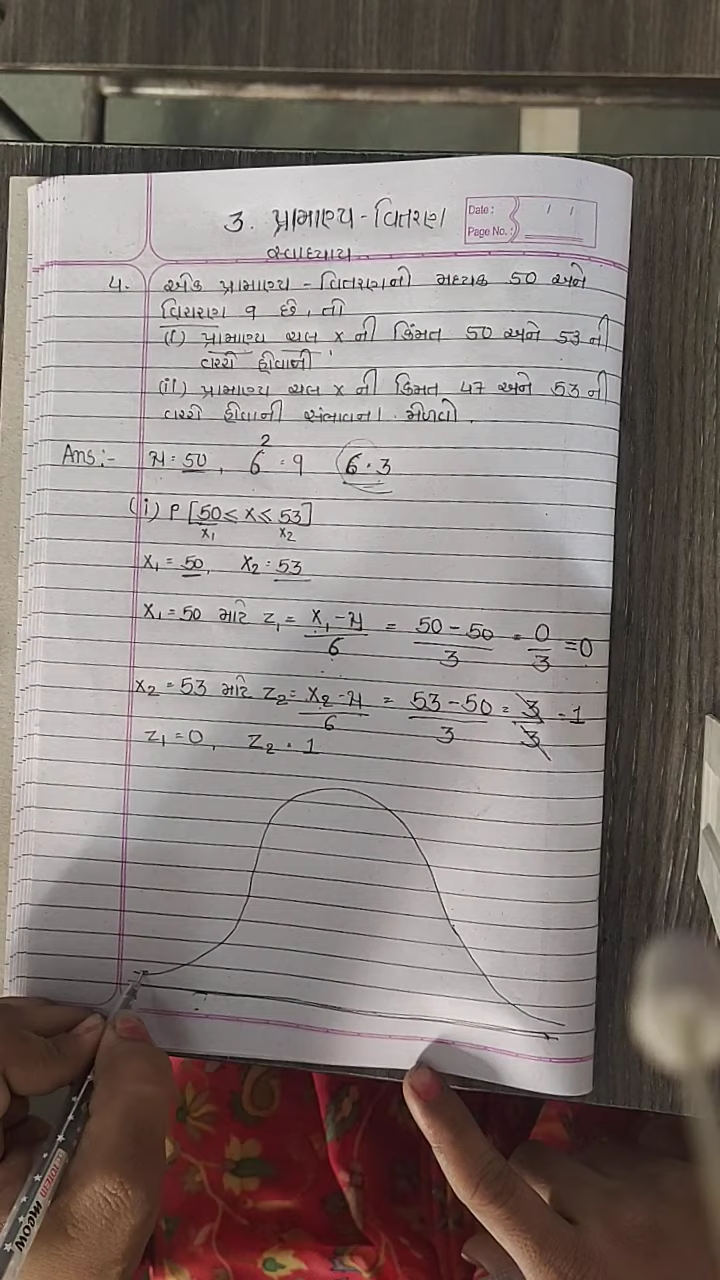 3. પ્રામાણ્ય - વિતરણ
Date: / /
Page No.:
સ્વાધ્યાય
4. એક પ્રામાણ્ય - વિતરણનો મધ્યક 50 અને
વિચરણ 9 છે, તો
(i) પ્રામાણ્ય ચલ x ની કિંમત 50 અને 53 ની
વચ્ચે હોવાની
(ii) પ્રામાણ્ય ચલ x ની કિંમત 47 અને 53 ની
વચ્ચે હોવાની સંભાવના મેળવો.
Ans:- μ = 50, σ² = 9 σ = 3
(i) P [50 ≤ x ≤ 53]
x₁ x₂
x₁ = 50, x₂ = 53
x₁ = 50 માટે z₁ = x₁ - μ / σ = 50 - 50 / 3 = 0 / 3 = 0
x₂ = 53 માટે z₂ = x₂ - μ / σ = 53 - 50 / 3 = 3 / 3 = 1
z₁ = 0, z₂ = 1
meow